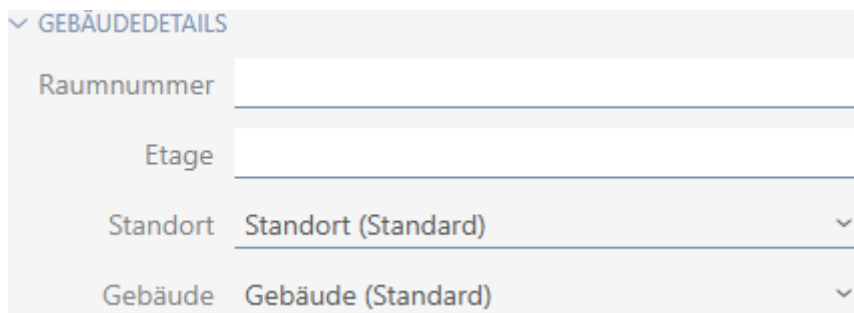 GEBÄUDEDETAILS
Raumnummer
Etage
Standort Standort (Standard)
Gebäude Gebäude (Standard)